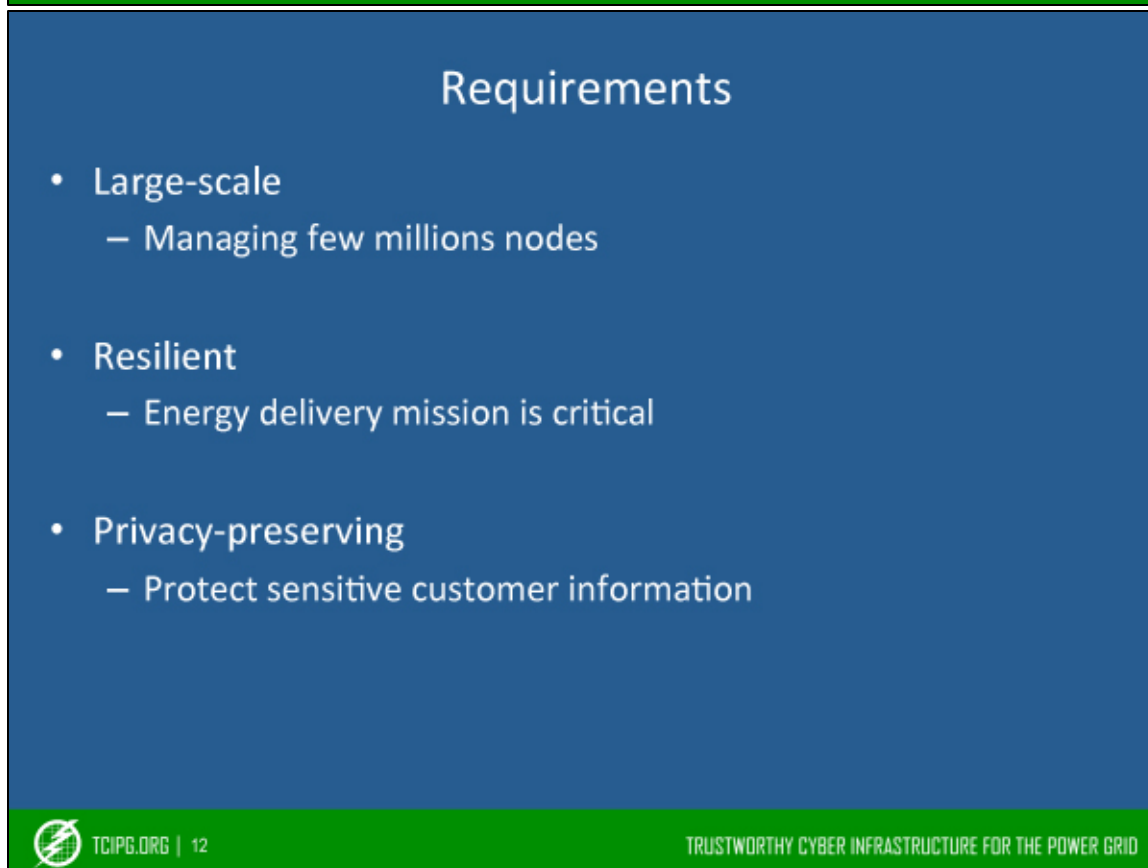 Requirements
• Large-scale
– Managing few millions nodes
• Resilient
– Energy delivery mission is critical
• Privacy-preserving
– Protect sensitive customer information
TCIPG.ORG | 12
TRUSTWORTHY CYBER INFRASTRUCTURE FOR THE POWER GRID